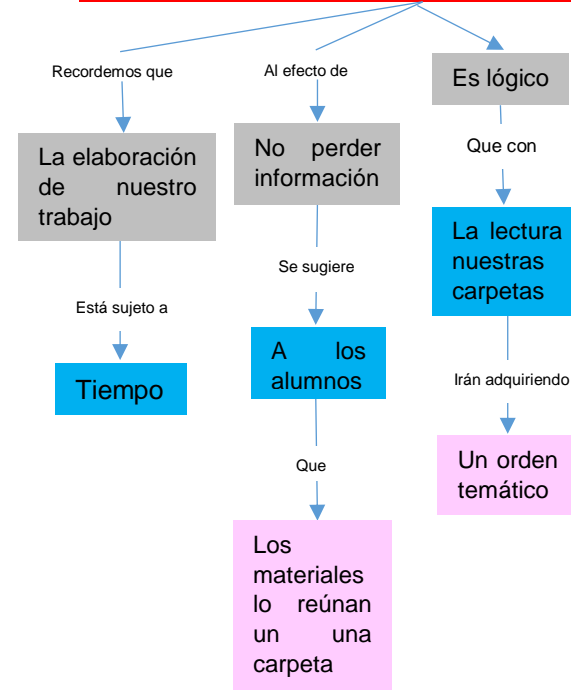 Recordemos que
La elaboración
de nuestro
trabajo
Está sujeto a
Tiempo
Al efecto de
No perder
información
Se sugiere
A los
alumnos
Que
Los
materiales
lo reúnan
un una
carpeta
Es lógico
Que con
La lectura
nuestras
carpetas
Irán adquiriendo
Un orden
temático